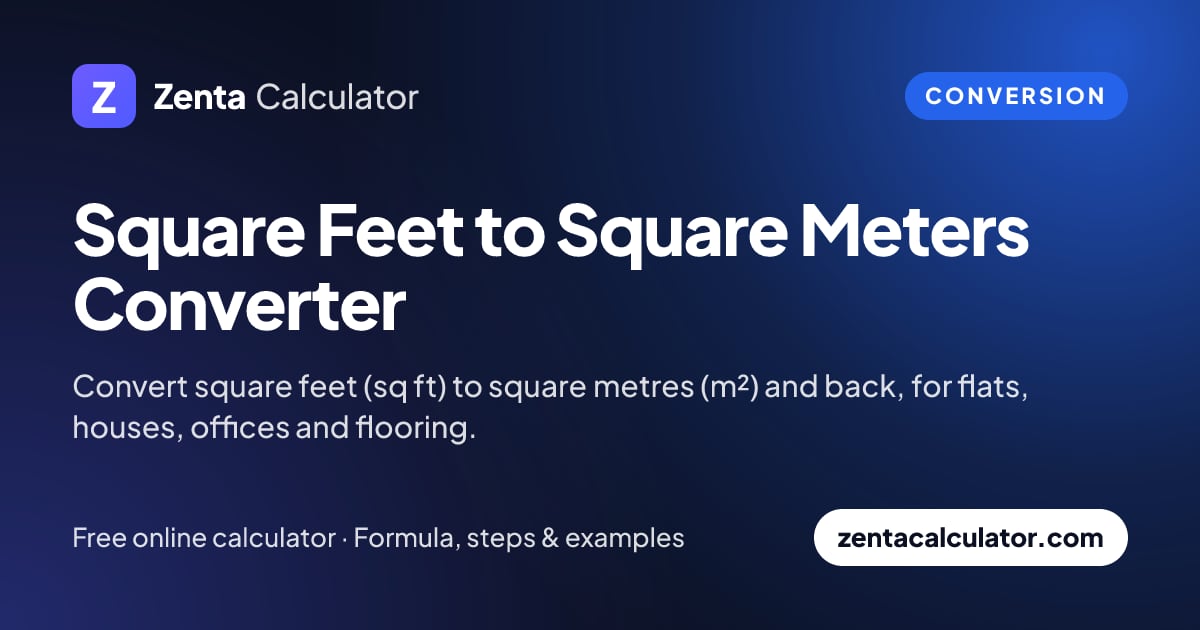 Z
Zenta Calculator
CONVERSION
Square Feet to Square Meters
Converter
Convert square feet (sq ft) to square metres (m²) and back, for flats,
houses, offices and flooring.
Free online calculator · Formula, steps & examples
zentacalculator.com